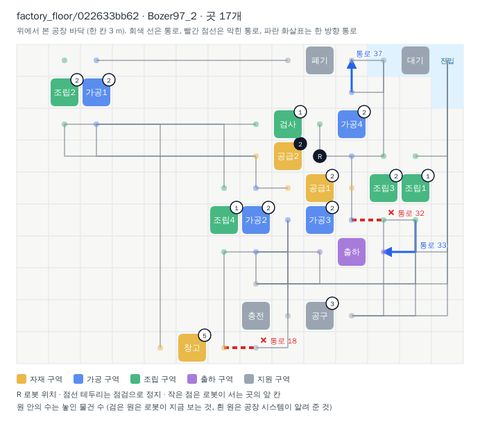 factory_floor/022633bb62 · Bozer97_2 · 곳 17개
위에서 본 공장 바닥 (한 칸 3 m). 회색 선은 통로, 빨간 점선은 막힌 통로, 파란 화살표는 한 방향 통로
통로 37
폐기
대기
조립2
2
가공1
2
검사
1
가공4
2
공급2
2
R
공급1
2
조립3
2
조립1
1
조립4
1
가공2
2
가공3
2
× 통로 32
출하
통로 33
충전
공구
3
창고
5
× 통로 18
자재 구역
가공 구역
조립 구역
출하 구역
지원 구역
R 로봇 위치 · 점선 테두리는 점검으로 정지 · 작은 점은 로봇이 서는 곳의 앞 칸
원 안의 수는 놓인 물건 수 (검은 원은 로봇이 지금 보는 것, 흰 원은 공장 시스템이 알려 준 것)